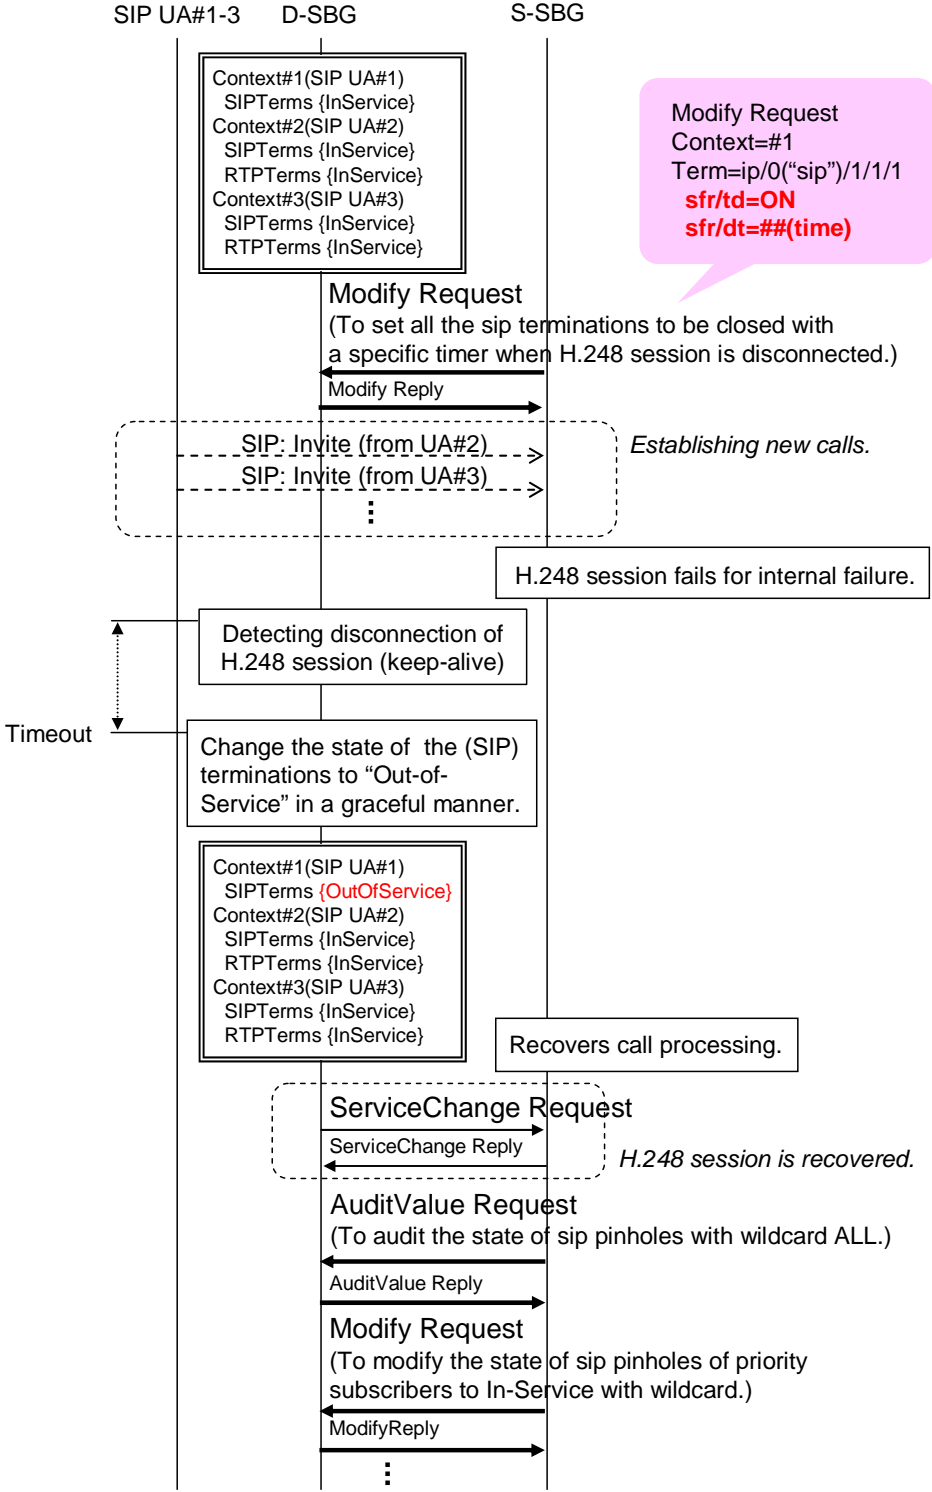 SIP UA#1-3 D-SBG S-SBG
Context#1(SIP UA#1)
SIPTerms {InService}
Context#2(SIP UA#2)
SIPTerms {InService}
RTPTerms {InService}
Context#3(SIP UA#3)
SIPTerms {InService}
RTPTerms {InService}
Modify Request
Context=#1
Term=ip/0(“sip”)/1/1/1
sfr/td=ON
sfr/dt=##(time)
Modify Request
(To set all the sip terminations to be closed with
a specific timer when H.248 session is disconnected.)
Modify Reply
SIP: Invite (from UA#2)
Establishing new calls.
SIP: Invite (from UA#3)
H.248 session fails for internal failure.
Detecting disconnection of
H.248 session (keep-alive)
Timeout
Change the state of the (SIP)
terminations to “Out-of-
Service” in a graceful manner.
Context#1(SIP UA#1)
SIPTerms {OutOfService}
Context#2(SIP UA#2)
SIPTerms {InService}
RTPTerms {InService}
Context#3(SIP UA#3)
SIPTerms {InService}
RTPTerms {InService}
Recovers call processing.
ServiceChange Request
ServiceChange Reply
H.248 session is recovered.
AuditValue Request
(To audit the state of sip pinholes with wildcard ALL.)
AuditValue Reply
Modify Request
(To modify the state of sip pinholes of priority
subscribers to In-Service with wildcard.)
ModifyReply